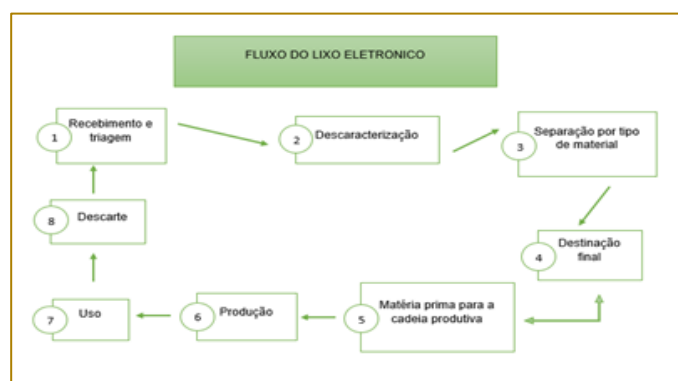 FLUXO DO LIXO ELETRONICO
1
Recebimento e
triagem
2
Descaracterização
3
Separação por tipo
de material
4
Destinação
final
5
Matéria prima para a
cadeia produtiva
6
Produção
7
Uso
8
Descarte